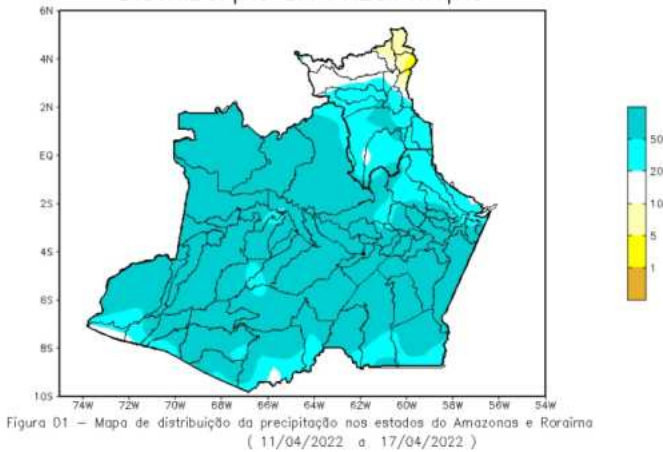 6N
4N
2N
EQ
2S
4S
6S
8S
10S
74W 72W 70W 68W 66W 64W 62W 60W 58W 56W 54W
50
20
10
5
1
Figura D1 – Mapa de distribuição da precipitação nos estados do Amazonas e Roraima
( 11/04/2022 a 17/04/2022 )